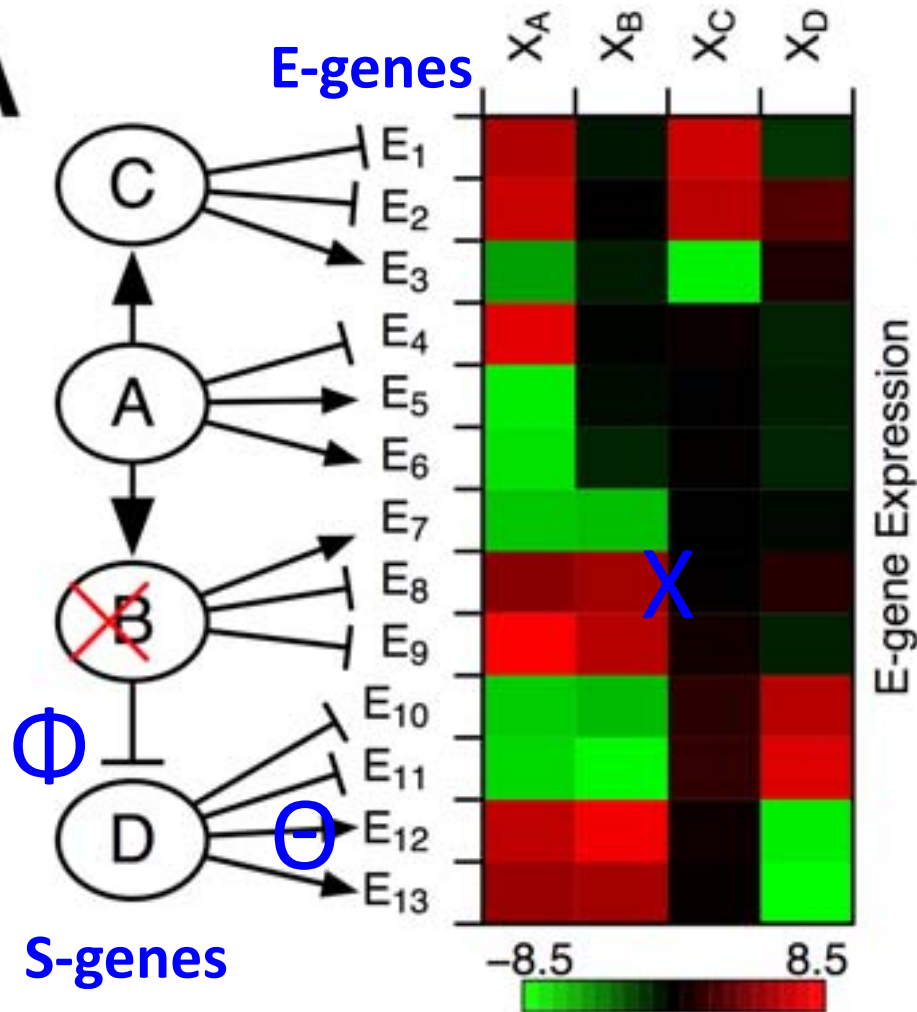 A
E-genes
X_A X_B X_C X_D
C
E₁
E₂
E₃
A
E₄
E₅
E₆
B
E₇
E₈
E₉
X
Φ
D
E₁₀
E₁₁
Θ E₁₂
E₁₃
E-gene Expression
S-genes
−8.5 8.5